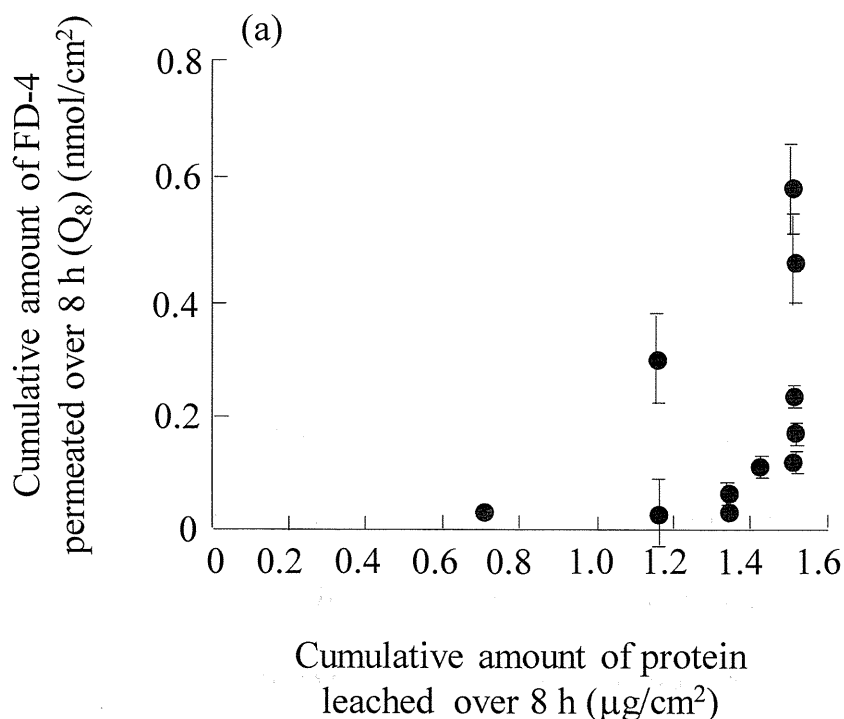 (a)
Cumulative amount of FD-4
permeated over 8 h (Q₈) (nmol/cm²)
0.8
0.6
0.4
0.2
0
0 0.2 0.4 0.6 0.8 1.0 1.2 1.4 1.6
Cumulative amount of protein
leached over 8 h (μg/cm²)